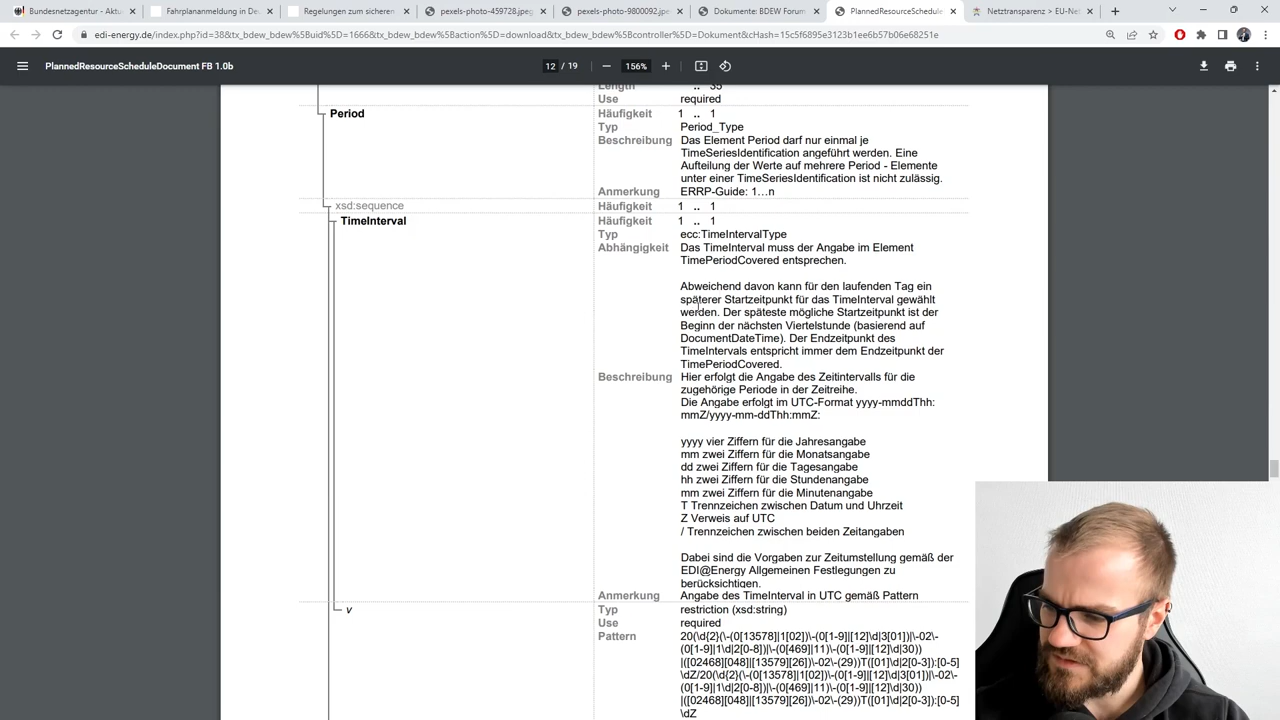 Bundesnetzagentur - Aktue
Fahrplananmeldung in De
Regelungen zum sicheren
pexels-photo-459728.jpeg
pexels-photo-9800092.jpe
Dokumente: BDEW Forum
PlannedResourceSchedule
Netztransparenz > EU-Net
edi-energy.de/index.php?id=38&tx_bdew_bdew%5Buid%5D=1666&tx_bdew_bdew%5Baction%5D=download&tx_bdew_bdew%5Bcontroller%5D=Dokument&cHash=15c5f6895e3123b1ee6b57b06e68251e
PlannedResourceScheduleDocument FB 1.0b
12 / 19
156%
Length .. 35
Use required
Period Häufigkeit 1 .. 1
Typ Period_Type
Beschreibung Das Element Period darf nur einmal je
TimeSeriesIdentification angeführt werden. Eine
Aufteilung der Werte auf mehrere Period - Elemente
unter einer TimeSeriesIdentification ist nicht zulässig.
Anmerkung ERRP-Guide: 1…n
xsd:sequence Häufigkeit 1 .. 1
TimeInterval Häufigkeit 1 .. 1
Typ ecc:TimeIntervalType
Abhängigkeit Das TimeInterval muss der Angabe im Element
TimePeriodCovered entsprechen.
Abweichend davon kann für den laufenden Tag ein
späterer Startzeitpunkt für das TimeInterval gewählt
werden. Der späteste mögliche Startzeitpunkt ist der
Beginn der nächsten Viertelstunde (basierend auf
DocumentDateTime). Der Endzeitpunkt des
TimeIntervals entspricht immer dem Endzeitpunkt der
TimePeriodCovered.
Beschreibung Hier erfolgt die Angabe des Zeitintervalls für die
zugehörige Periode in der Zeitreihe.
Die Angabe erfolgt im UTC-Format yyyy-mmddThh:
mmZ/yyyy-mm-ddThh:mmZ:
yyyy vier Ziffern für die Jahresangabe
mm zwei Ziffern für die Monatsangabe
dd zwei Ziffern für die Tagesangabe
hh zwei Ziffern für die Stundenangabe
mm zwei Ziffern für die Minutenangabe
T Trennzeichen zwischen Datum und Uhrzeit
Z Verweis auf UTC
/ Trennzeichen zwischen beiden Zeitangaben
Dabei sind die Vorgaben zur Zeitumstellung gemäß der
EDI@Energy Allgemeinen Festlegungen zu
berücksichtigen.
Anmerkung Angabe des TimeInterval in UTC gemäß Pattern
v Typ restriction (xsd:string)
Use required
Pattern 20(\d{2}(\-(0[13578]|1[02])\-(0[1-9]|[12]\d|3[01])|\-02\-
(0[1-9]|1\d|2[0-8])|\-(0[469]|11)\-(0[1-9]|[12]\d|30))
|([02468][048]|[13579][26])\-02\-(29))T([01]\d|2[0-3]):[0-5]
\dZ/20(\d{2}(\-(0[13578]|1[02])\-(0[1-9]|[12]\d|3[01])|\-02\-
(0[1-9]|1\d|2[0-8])|\-(0[469]|11)\-(0[1-9]|[12]\d|30))
|([02468][048]|[13579][26])\-02\-(29))T([01]\d|2[0-3]):[0-5]
\dZ